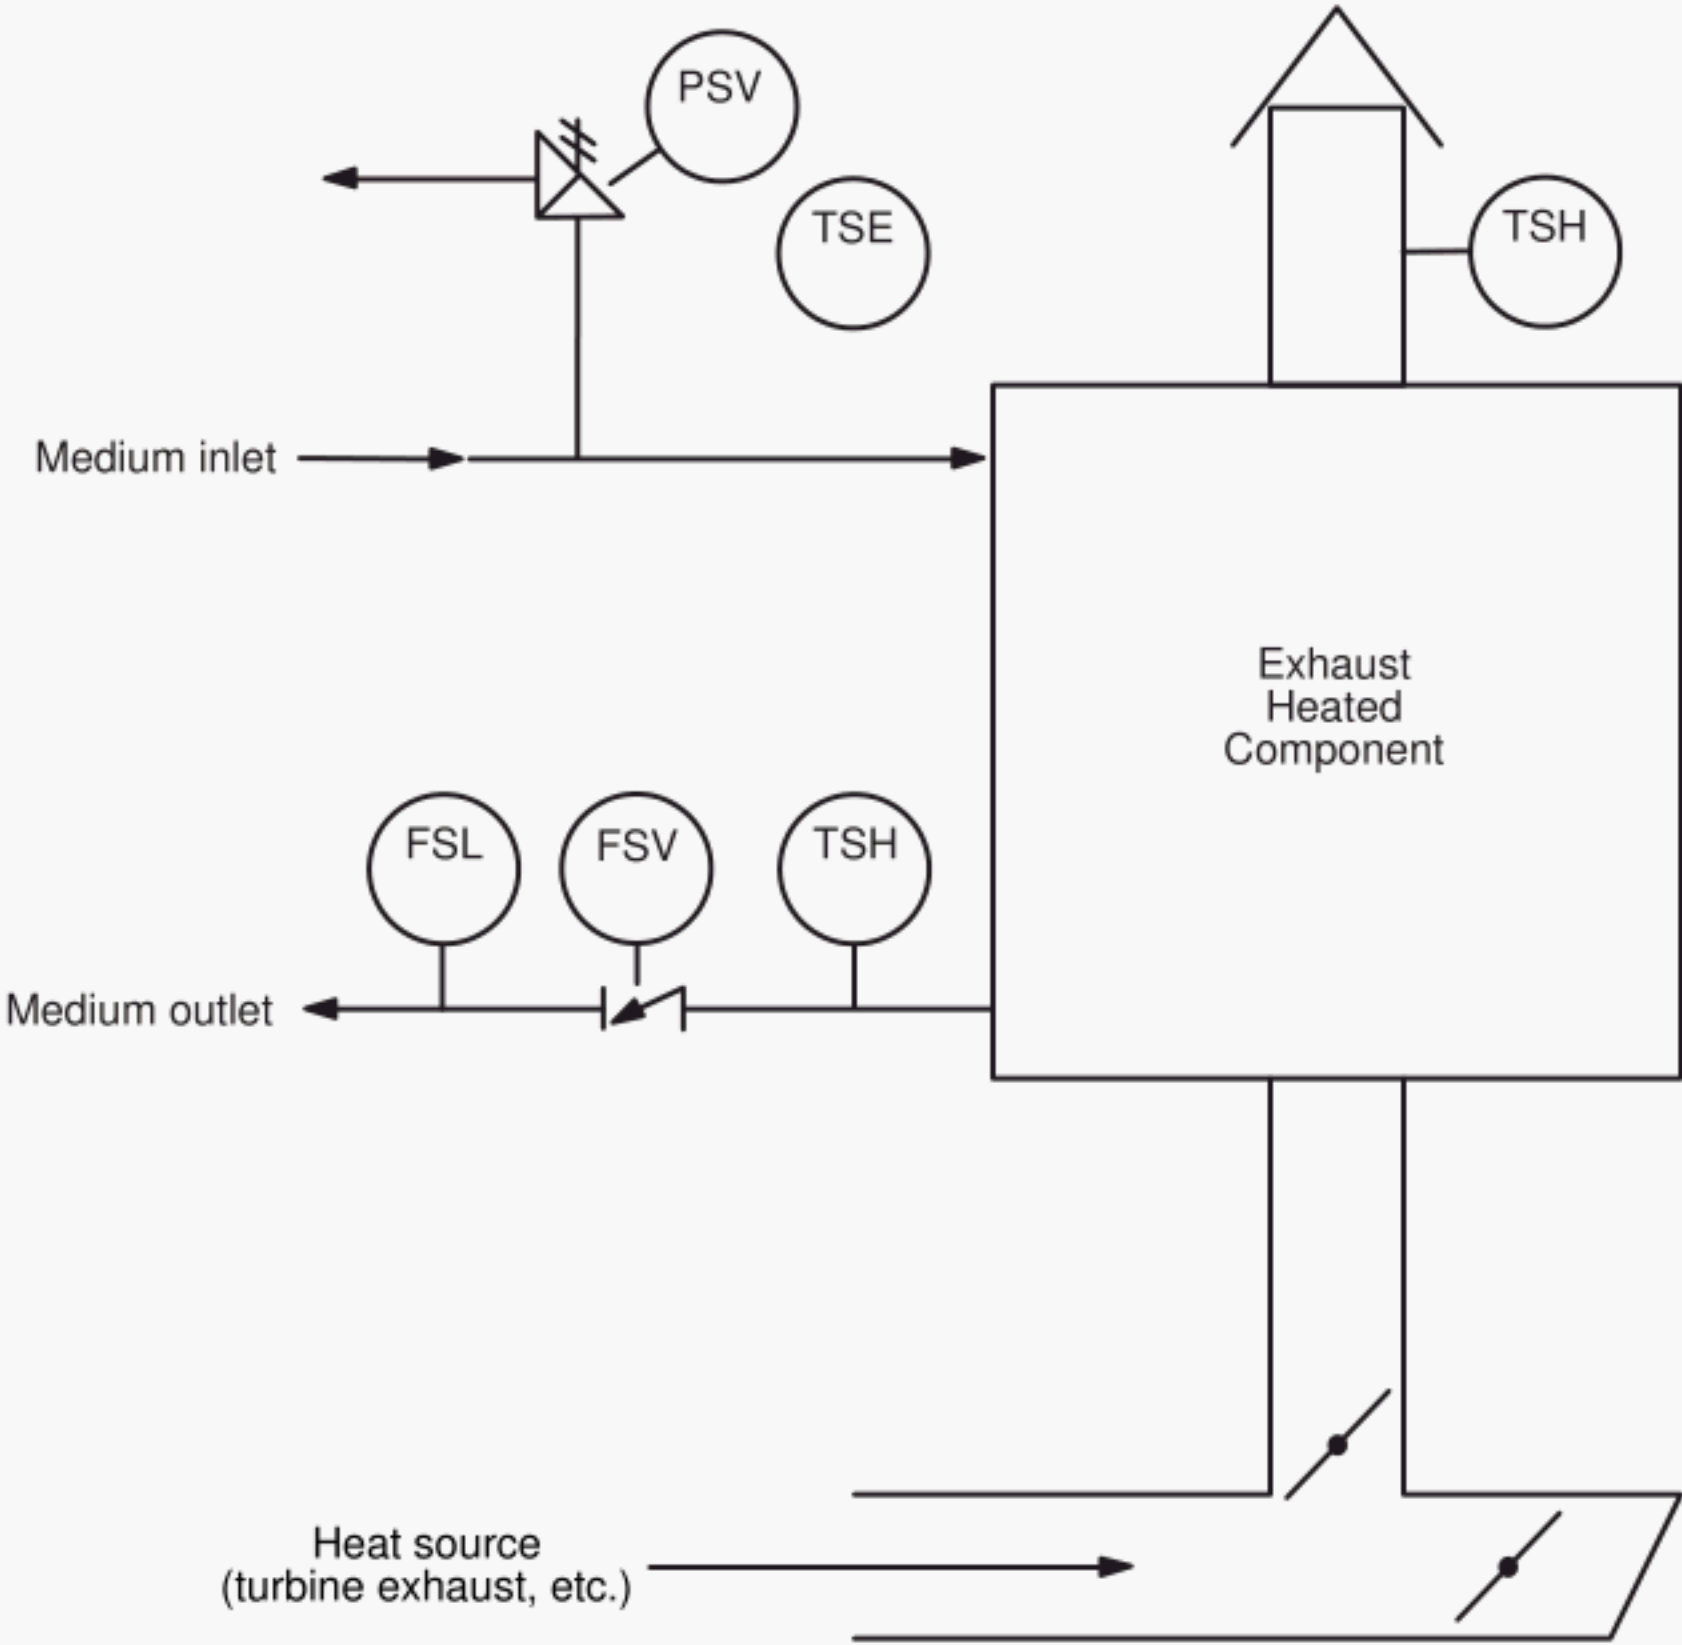 PSV
TSE
TSH
Medium inlet
Exhaust
Heated
Component
FSL
FSV
TSH
Medium outlet
Heat source
(turbine exhaust, etc.)